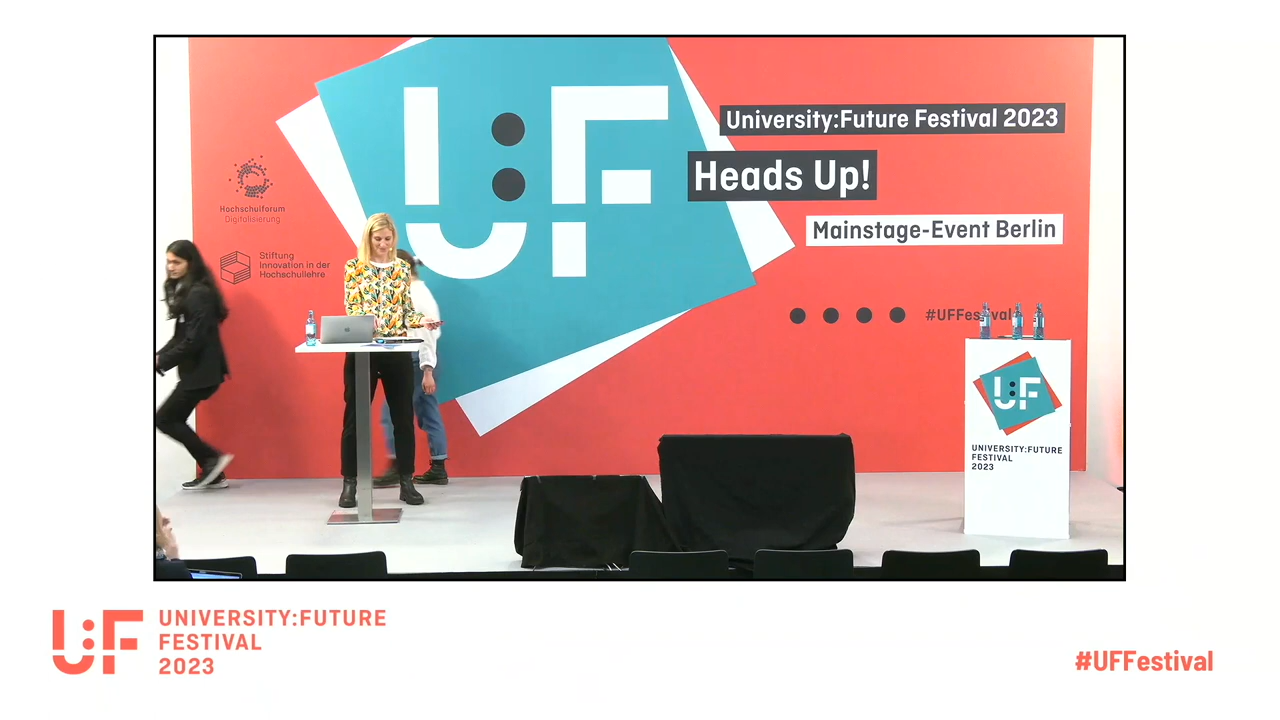 U:F
University:Future Festival 2023
Heads Up!
Mainstage-Event Berlin
Hochschulforum
Digitalisierung
Stiftung
Innovation in der
Hochschullehre
#UFFestival
U:F
UNIVERSITY:FUTURE
FESTIVAL
2023
U:F
UNIVERSITY:FUTURE
FESTIVAL
2023
#UFFestival